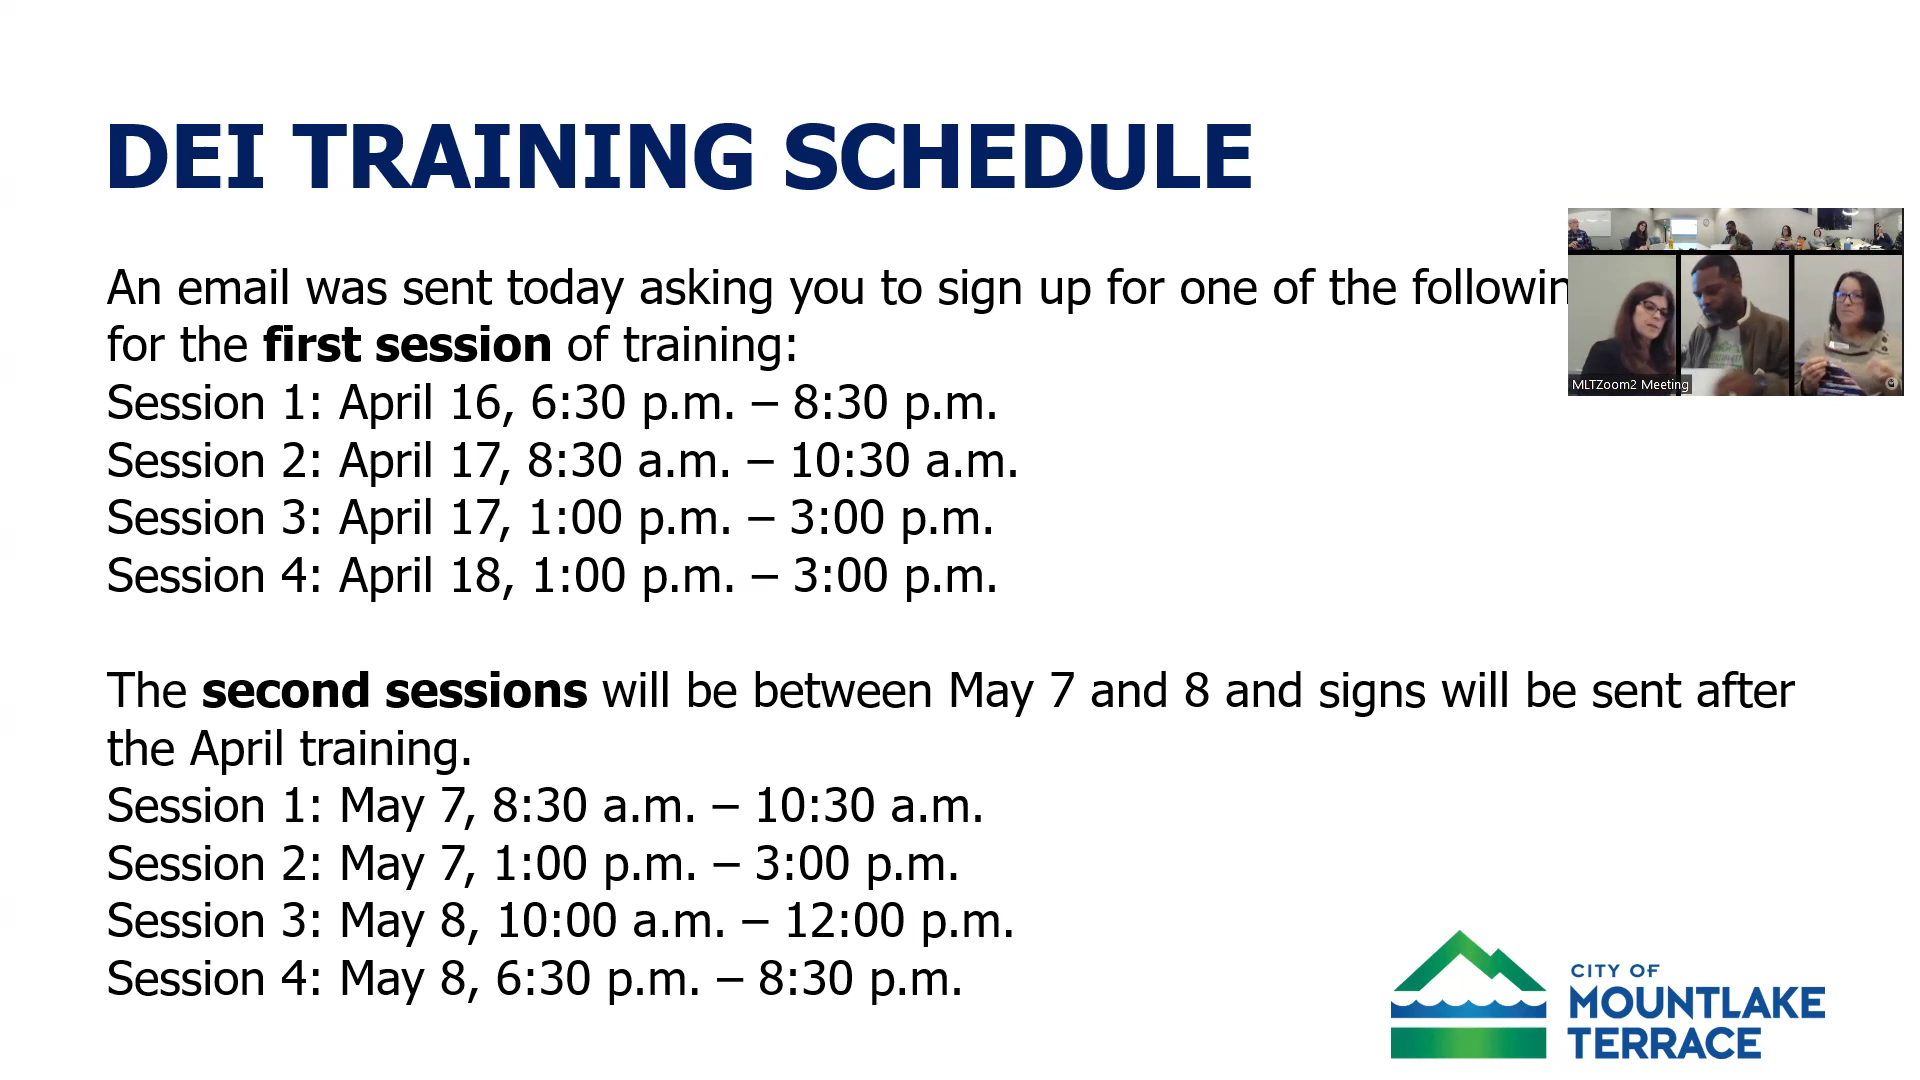 DEI TRAINING SCHEDULE
An email was sent today asking you to sign up for one of the
for the first session of training:
Session 1: April 16, 6:30 p.m. – 8:30 p.m.
Session 2: April 17, 8:30 a.m. – 10:30 a.m.
Session 3: April 17, 1:00 p.m. – 3:00 p.m.
Session 4: April 18, 1:00 p.m. – 3:00 p.m.
MLTZoom2 Meeting
The second sessions will be between May 7 and 8 and signs will be sent after
the April training.
Session 1: May 7, 8:30 a.m. – 10:30 a.m.
Session 2: May 7, 1:00 p.m. – 3:00 p.m.
Session 3: May 8, 10:00 a.m. – 12:00 p.m.
Session 4: May 8, 6:30 p.m. – 8:30 p.m.
CITY OF
MOUNTLAKE
TERRACE